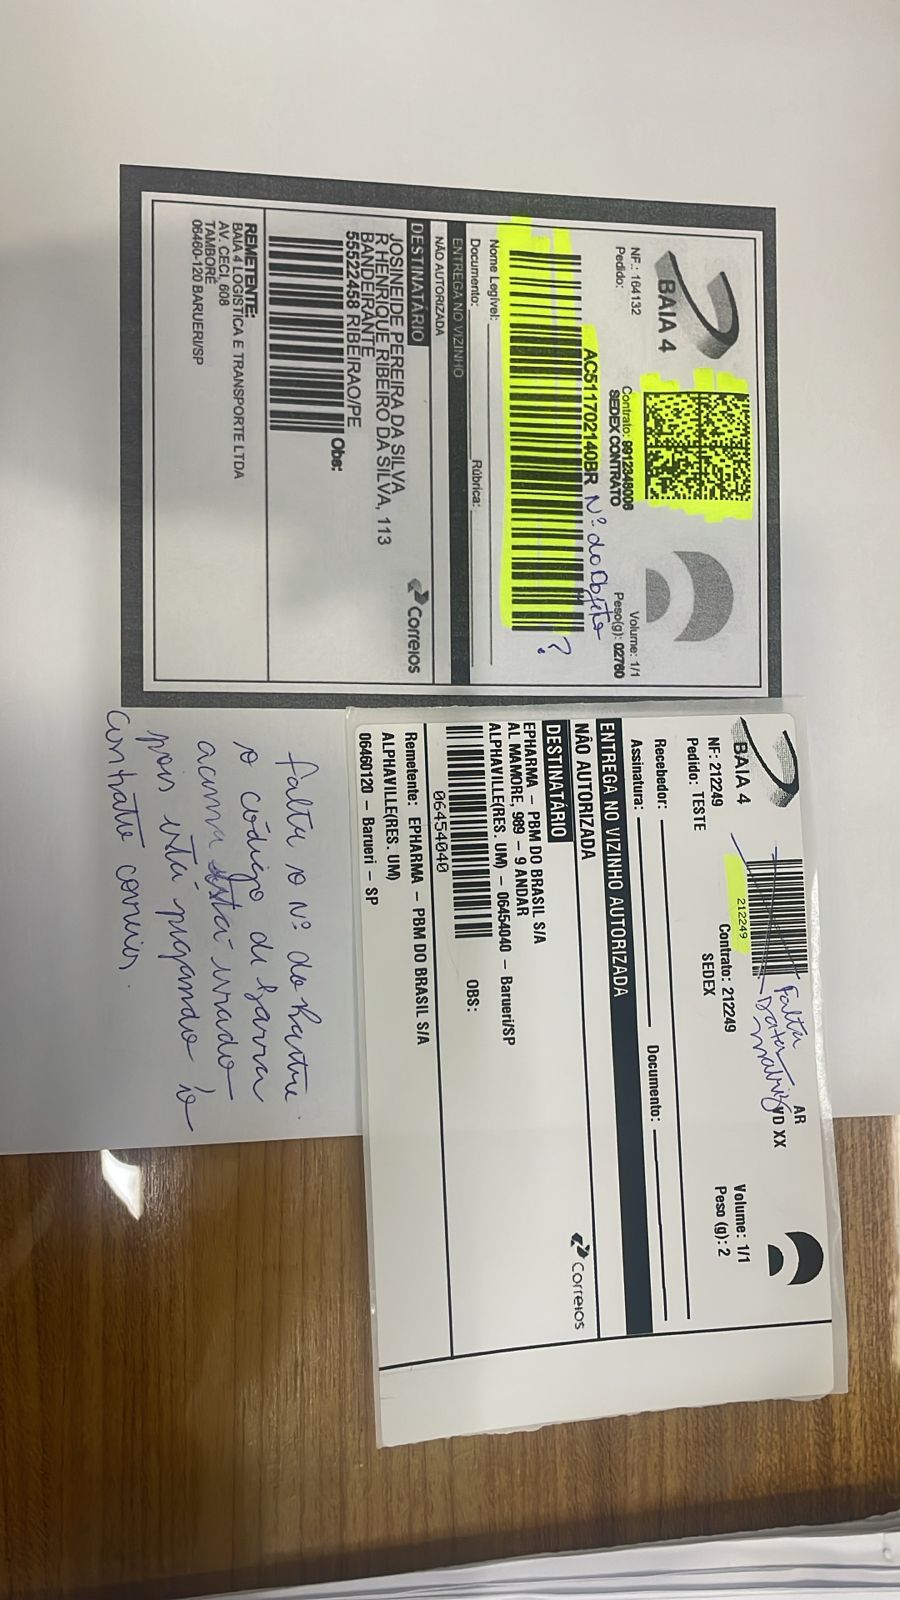 BAIA 4
NF.: 164132
Pedido:
Contrato: 9912348006
SEDEX CONTRATO
Volume: 1/1
Peso(g): 02760
AC511702140BR Nº do Objeto
?
Nome Legível:
Documento: Rúbrica:
ENTREGA NO VIZINHO
NÃO AUTORIZADA
DESTINATÁRIO
Correios
JOSINEIDE PEREIRA DA SILVA
R HENRIQUE RIBEIRO DA SILVA, 113
BANDEIRANTE
55522458 RIBEIRAO/PE
Obs:
REMETENTE:
BAIA 4 LOGISTICA E TRANSPORTE LTDA
AV. CECI, 608
TAMBORÉ
06460-120 BARUERI/SP
BAIA 4
212249
Falta
Data
matriz
AR
VD XX
NF: 212249
Pedido: TESTE
Contrato: 212249
SEDEX
Volume: 1/1
Peso (g): 2
Recebedor:
Assinatura: Documento:
ENTREGA NO VIZINHO AUTORIZADA
NÃO AUTORIZADA
DESTINATÁRIO
Correios
EPHARMA – PBM DO BRASIL S/A
AL MAMORE, 989 – 9 ANDAR
ALPHAVILLE(RES. UM) – 06454040 – Barueri/SP
OBS:
06454040
Remetente: EPHARMA – PBM DO BRASIL S/A
ALPHAVILLE(RES. UM)
06460120 – Barueri – SP
falta o Nº do
o código de barra
acima está
pois está pegando o
contrato correios.